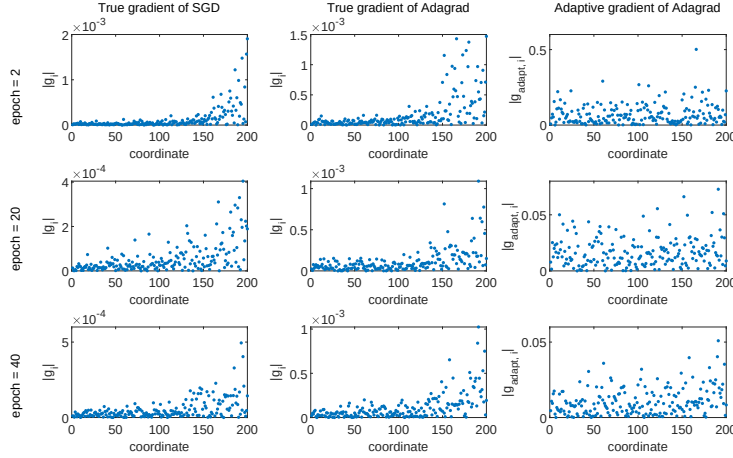 True gradient of SGD
True gradient of Adagrad
Adaptive gradient of Adagrad
epoch = 2
|g_i|
×10^-3
2
1
0
0 50 100 150 200
coordinate
|g_i|
×10^-3
1.5
1
0.5
0
0 50 100 150 200
coordinate
|g_adapt, i|
0.5
0
0 50 100 150 200
coordinate
epoch = 20
|g_i|
×10^-4
4
2
0
0 50 100 150 200
coordinate
|g_i|
×10^-3
1
0.5
0
0 50 100 150 200
coordinate
|g_adapt, i|
0.05
0
0 50 100 150 200
coordinate
epoch = 40
|g_i|
×10^-4
5
0
0 50 100 150 200
coordinate
|g_i|
×10^-3
1
0.5
0
0 50 100 150 200
coordinate
|g_adapt, i|
0.05
0
0 50 100 150 200
coordinate